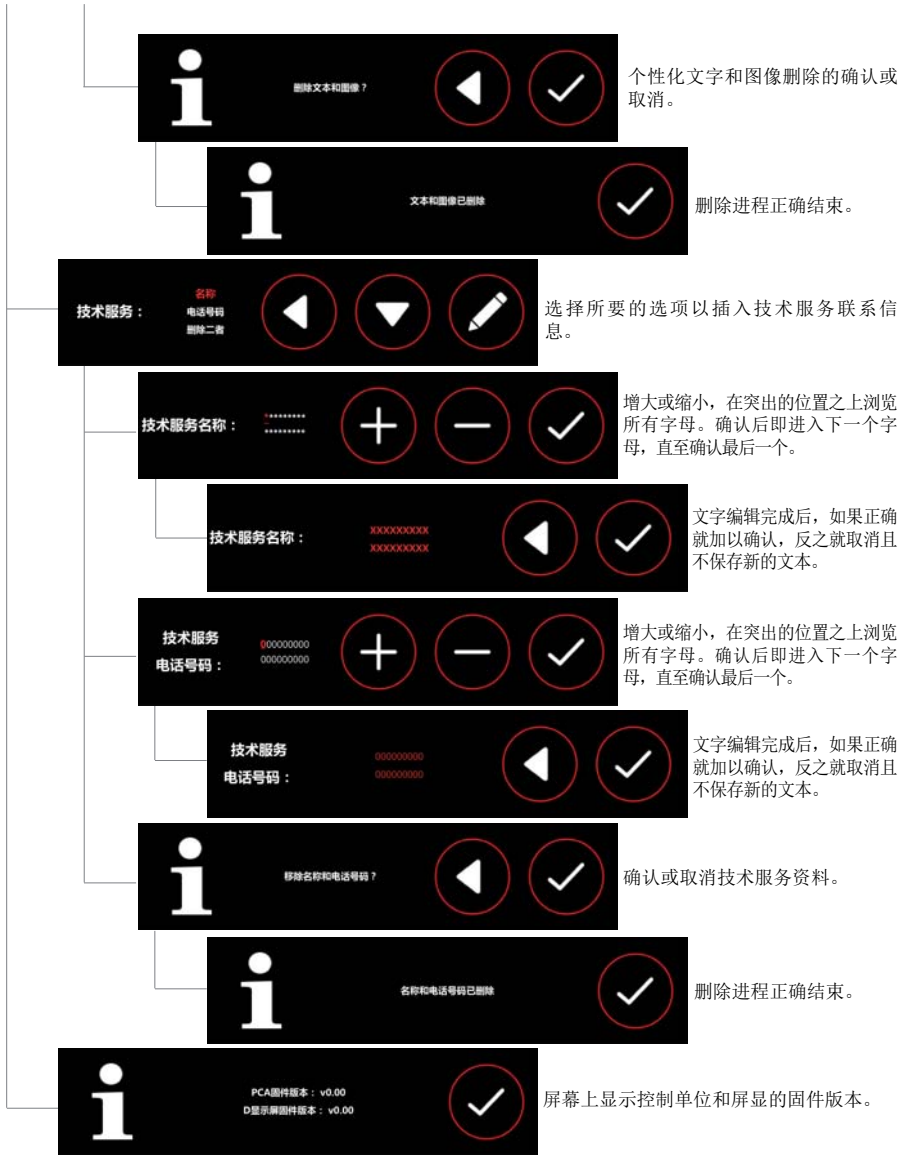 删除文本和图像？
个性化文字和图像删除的确认或
取消。
文本和图像已删除
删除进程正确结束。
技术服务：
名称
电话号码
删除二者
选择所要的选项以插入技术服务联系信
息。
技术服务名称：
*********
*********
增大或缩小，在突出的位置之上浏览
所有字母。确认后即进入下一个字
母，直至确认最后一个。
技术服务名称：
XXXXXXXXX
XXXXXXXXX
文字编辑完成后，如果正确
就加以确认，反之就取消且
不保存新的文本。
技术服务
电话号码：
000000000
000000000
增大或缩小，在突出的位置之上浏览
所有字母。确认后即进入下一个字
母，直至确认最后一个。
技术服务
电话号码：
000000000
000000000
文字编辑完成后，如果正确
就加以确认，反之就取消且
不保存新的文本。
移除名称和电话号码？
确认或取消技术服务资料。
名称和电话号码已删除
删除进程正确结束。
PCA固件版本：v0.00
D显示屏固件版本：v0.00
屏幕上显示控制单位和屏显的固件版本。